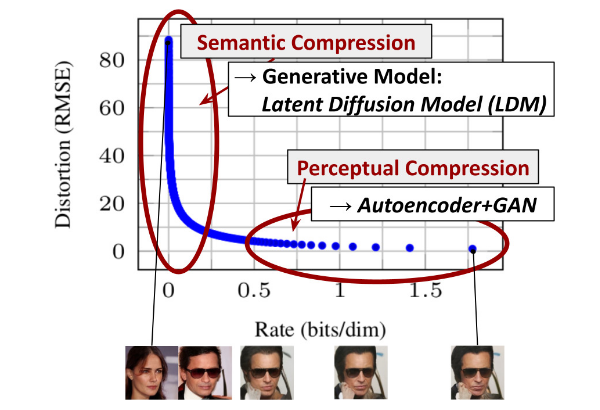 Semantic Compression
→ Generative Model:
Latent Diffusion Model (LDM)
Perceptual Compression
→ Autoencoder+GAN
Distortion (RMSE)
80
60
40
20
0
0
0.5
1
1.5
Rate (bits/dim)